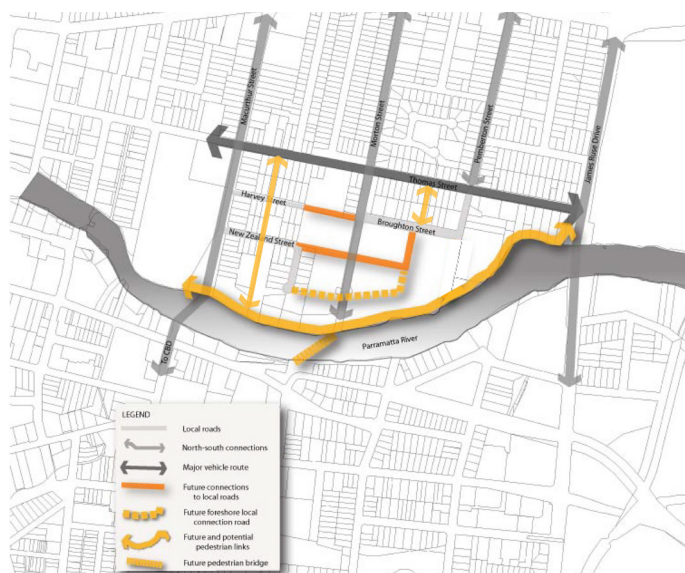 Macarthur Street
Morton Street
Pemberton Street
James Ruse Drive
Thomas Street
Harvey Street
Broughton Street
New Zealand Street
Parramatta River
To CBD
LEGEND
Local roads
North-south connections
Major vehicle route
Future connections
to local roads
Future foreshore local
connection road
Future and potential
pedestrian links
Future pedestrian bridge